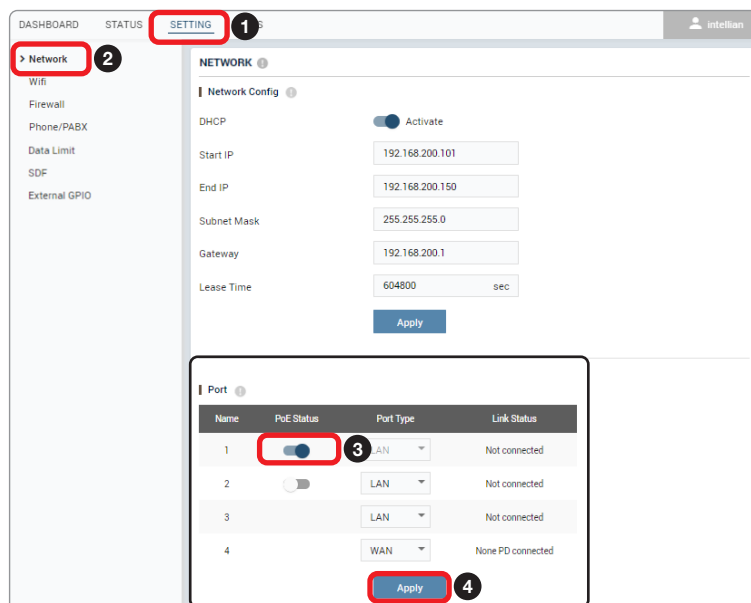 DASHBOARD STATUS SETTING 1 S intellian
> Network 2
Wifi
Firewall
Phone/PABX
Data Limit
SDF
External GPIO
NETWORK !
Network Config !
DHCP Activate
Start IP 192.168.200.101
End IP 192.168.200.150
Subnet Mask 255.255.255.0
Gateway 192.168.200.1
Lease Time 604800 sec
Apply
Port !
Name PoE Status Port Type Link Status
1 3 LAN Not connected
2 LAN Not connected
3 LAN Not connected
4 WAN None PD connected
Apply 4